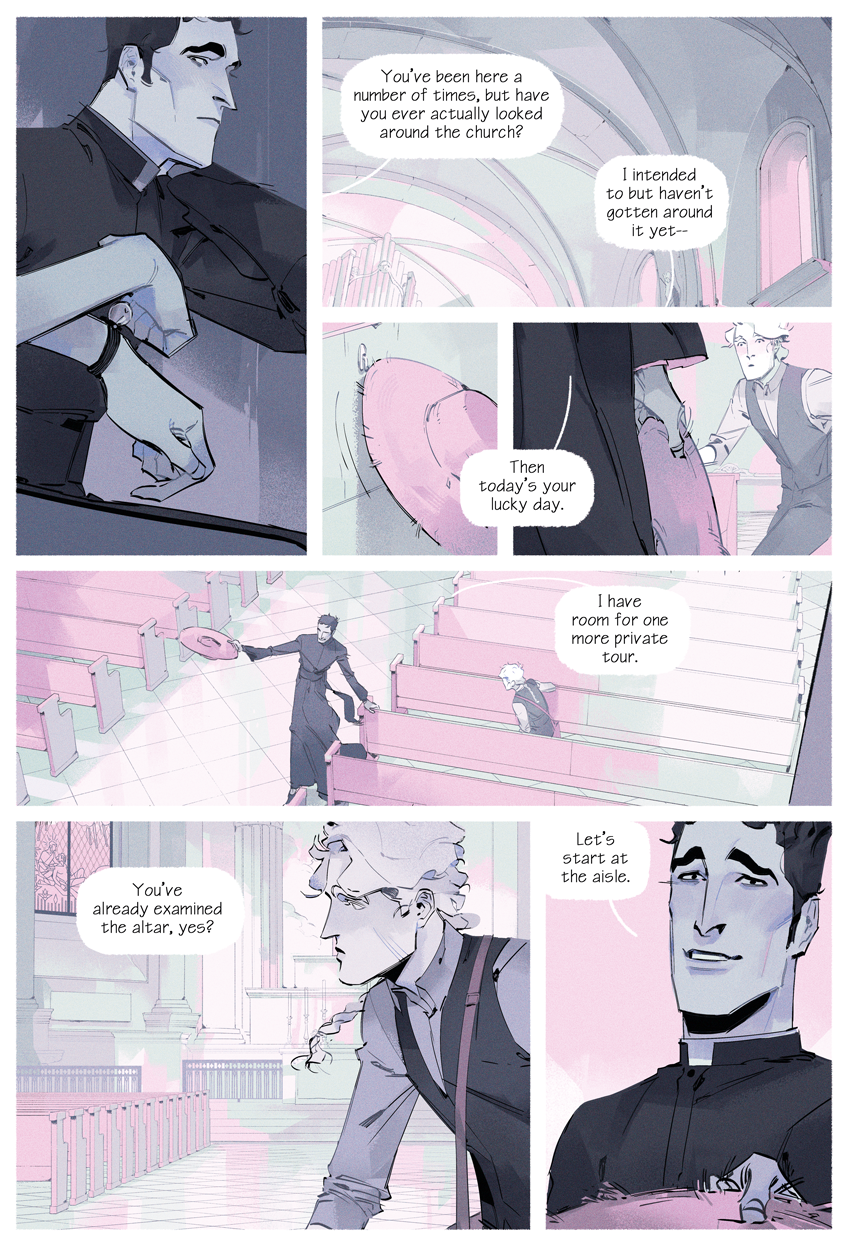 You've been here a
number of times, but have
you ever actually looked
around the church?
I intended
to but haven't
gotten around
it yet--
Then
today's your
lucky day.
I have
room for one
more private
tour.
You've
already examined
the altar, yes?
Let's
start at
the aisle.